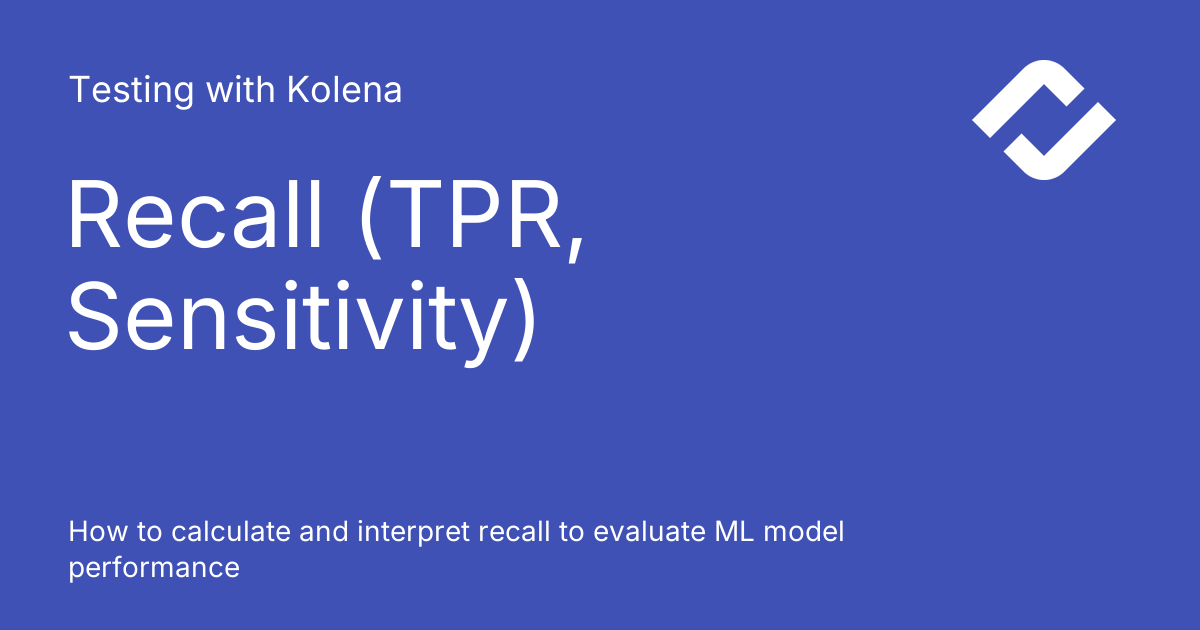 Testing with Kolena
Recall (TPR,
Sensitivity)
How to calculate and interpret recall to evaluate ML model
performance